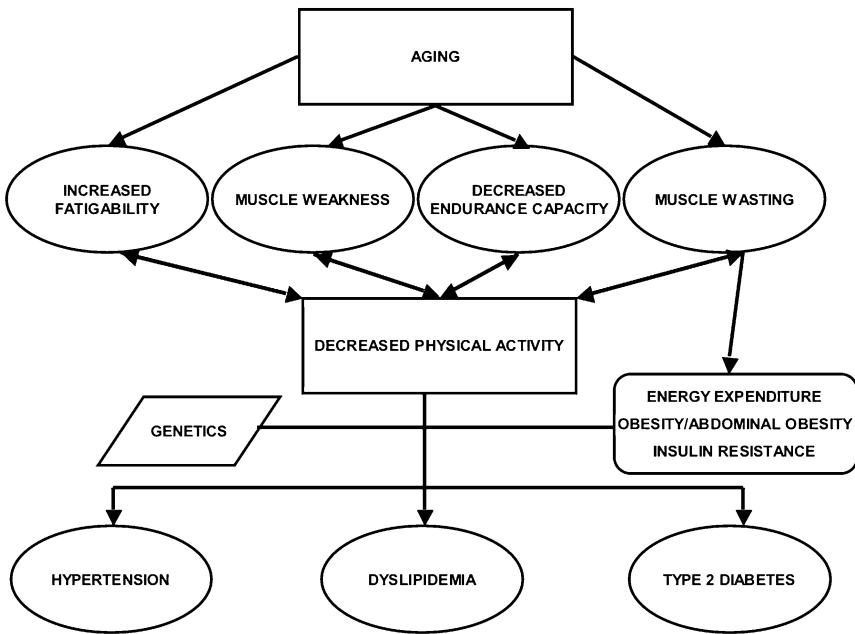 AGING
INCREASED
FATIGABILITY
MUSCLE WEAKNESS
DECREASED
ENDURANCE CAPACITY
MUSCLE WASTING
DECREASED PHYSICAL ACTIVITY
GENETICS
ENERGY EXPENDITURE
OBESITY/ABDOMINAL OBESITY
INSULIN RESISTANCE
HYPERTENSION
DYSLIPIDEMIA
TYPE 2 DIABETES